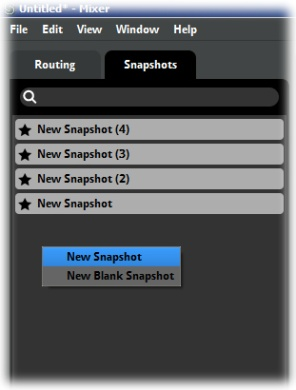 Untitled* - Mixer
File Edit View Window Help
Routing Snapshots
New Snapshot (4)
New Snapshot (3)
New Snapshot (2)
New Snapshot
New Snapshot
New Blank Snapshot